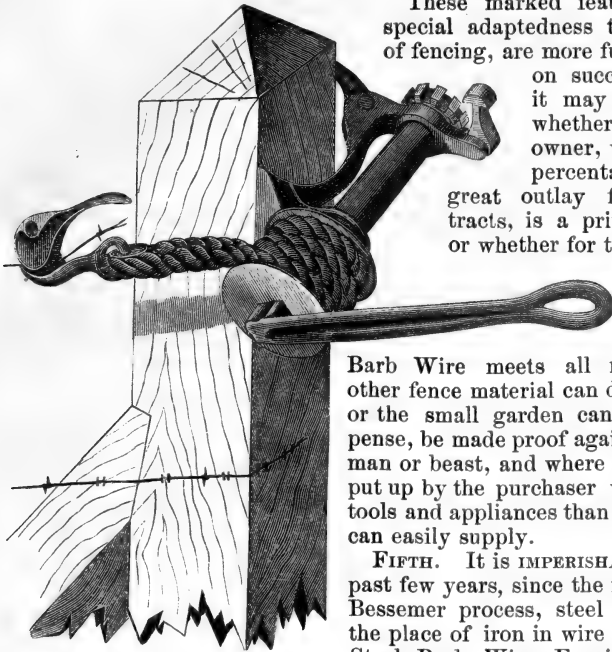 These marked feat
special adaptedness t
of fencing, are more fu
on succ
it may
whether
owner,
percenta
great outlay f
tracts, is a pri
or whether for t
Barb Wire meets all
other fence material can
or the small garden can
pense, be made proof agai
man or beast, and where
put up by the purchaser
tools and appliances than
can easily supply.
FIFTH. It is IMPERISH
past few years, since the
Bessemer process, steel
the place of iron in wire